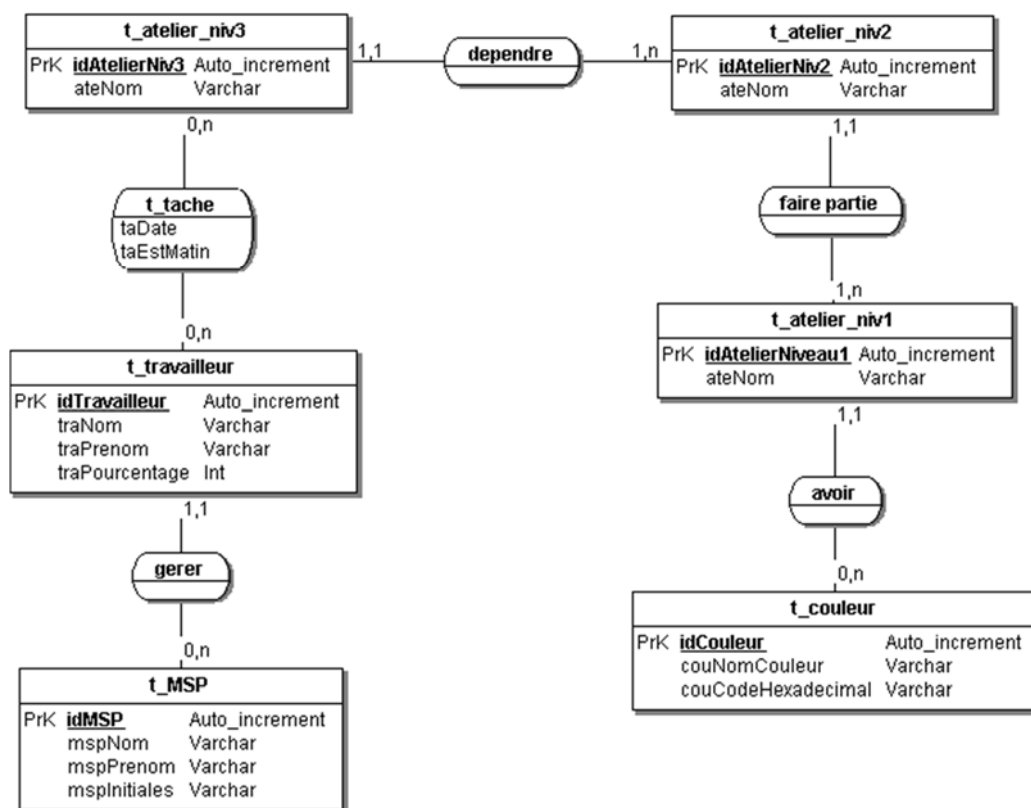 t_atelier_niv3
PrK idAtelierNiv3 Auto_increment
ateNom Varchar
1,1
dependre
1,n
t_atelier_niv2
PrK idAtelierNiv2 Auto_increment
ateNom Varchar
0,n
t_tache
taDate
taEstMatin
0,n
1,1
faire partie
1,n
t_travailleur
PrK idTravailleur Auto_increment
traNom Varchar
traPrenom Varchar
traPourcentage Int
t_atelier_niv1
PrK idAtelierNiveau1 Auto_increment
ateNom Varchar
1,1
gerer
0,n
1,1
avoir
0,n
t_MSP
PrK idMSP Auto_increment
mspNom Varchar
mspPrenom Varchar
mspInitiales Varchar
t_couleur
PrK idCouleur Auto_increment
couNomCouleur Varchar
couCodeHexadecimal Varchar